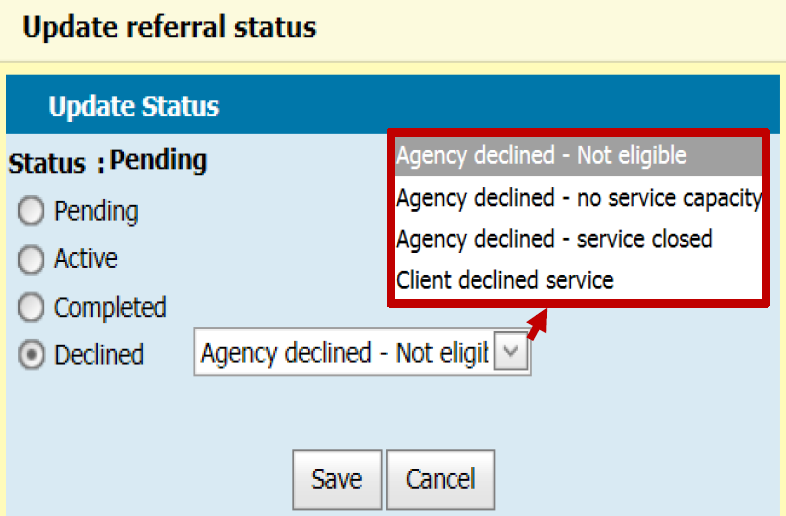 Update referral status
Update Status
Status : Pending
Pending
Active
Completed
Declined
Agency declined - Not eligit
Agency declined - Not eligible
Agency declined - no service capacity
Agency declined - service closed
Client declined service
Save
Cancel